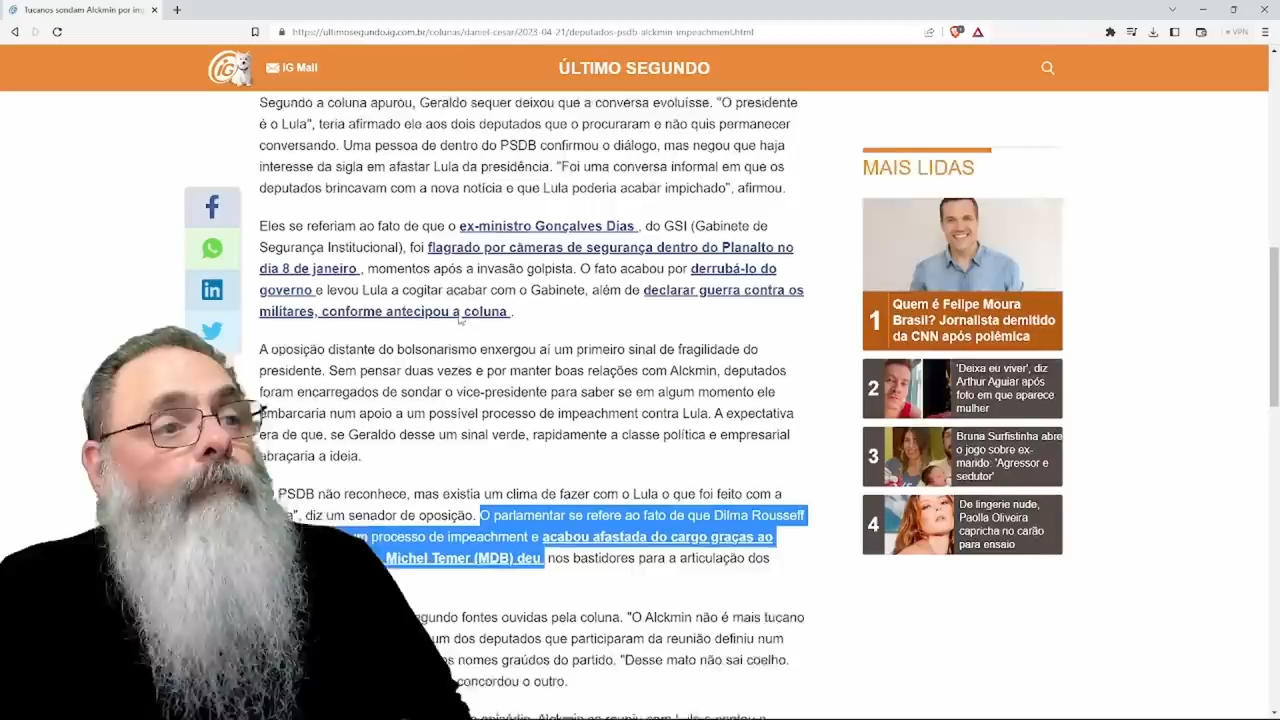 Tucanos sondam Alckmin por im
https://ultimosegundo.ig.com.br/colunas/daniel-cesar/2023-04-21/deputados-psdb-alckmin-impeachment.html
VPN
iG
iG Mail
ÚLTIMO SEGUNDO
Segundo a coluna apurou, Geraldo sequer deixou que a conversa evoluísse. "O presidente
é o Lula", teria afirmado ele aos dois deputados que o procuraram e não quis permanecer
conversando. Uma pessoa de dentro do PSDB confirmou o diálogo, mas negou que haja
interesse da sigla em afastar Lula da presidência. "Foi uma conversa informal em que os
deputados brincavam com a nova notícia e que Lula poderia acabar impichado", afirmou.
Eles se referiam ao fato de que o ex-ministro Gonçalves Dias , do GSI (Gabinete de
Segurança Institucional), foi flagrado por câmeras de segurança dentro do Planalto no
dia 8 de janeiro , momentos após a invasão golpista. O fato acabou por derrubá-lo do
governo e levou Lula a cogitar acabar com o Gabinete, além de declarar guerra contra os
militares, conforme antecipou a coluna .
A oposição distante do bolsonarismo enxergou aí um primeiro sinal de fragilidade do
presidente. Sem pensar duas vezes e por manter boas relações com Alckmin, deputados
foram encarregados de sondar o vice-presidente para saber se em algum momento ele
embarcaria num apoio a um possível processo de impeachment contra Lula. A expectativa
era de que, se Geraldo desse um sinal verde, rapidamente a classe política e empresarial
abraçaria a ideia.
PSDB não reconhece, mas existia um clima de fazer com o Lula o que foi feito com a
", diz um senador de oposição. O parlamentar se refere ao fato de que Dilma Rousseff
processo de impeachment e acabou afastada do cargo graças ao
Michel Temer (MDB) deu nos bastidores para a articulação dos
segundo fontes ouvidas pela coluna. "O Alckmin não é mais tucano
um dos deputados que participaram da reunião definiu num
os nomes graúdos do partido. "Desse mato não sai coelho.
concordou o outro.
MAIS LIDAS
1
Quem é Felipe Moura
Brasil? Jornalista demitido
da CNN após polêmica
2
'Deixa eu viver', diz
Arthur Aguiar após
foto em que aparece
mulher
3
Bruna Surfistinha abre
o jogo sobre ex-
marido: 'Agressor e
sedutor'
4
De lingerie nude,
Paolla Oliveira
capricha no carão
para ensaio